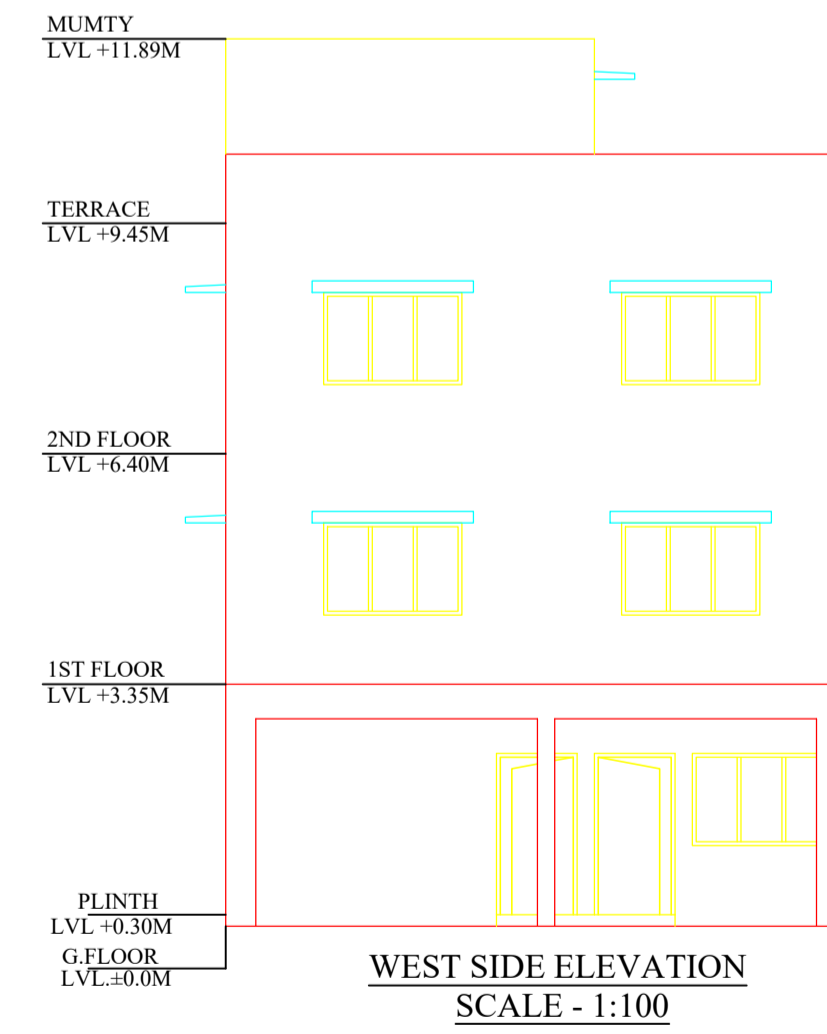 MUMTY
LVL +11.89M
TERRACE
LVL +9.45M
2ND FLOOR
LVL +6.40M
1ST FLOOR
LVL +3.35M
PLINTH
LVL +0.30M
G.FLOOR
LVL.±0.0M
WEST SIDE ELEVATION
SCALE - 1:100